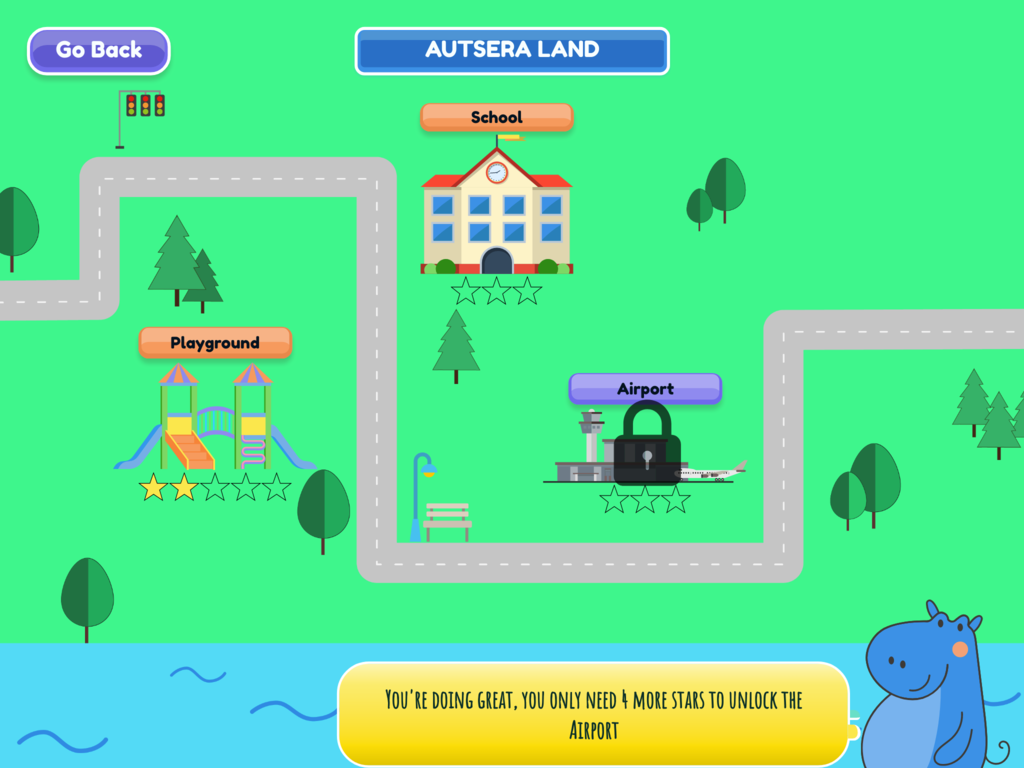 Go Back
AUTSERA LAND
School
Playground
Airport
You're doing great, you only need 4 more stars to unlock the
Airport